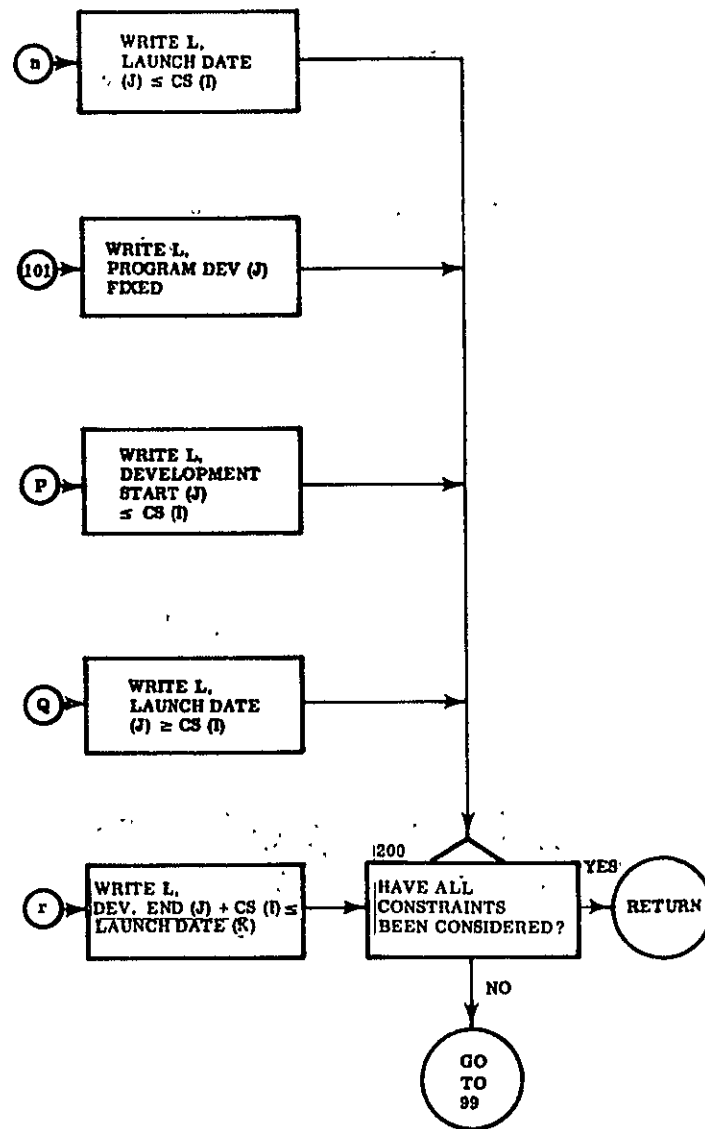 n
WRITE L,
LAUNCH DATE
(J) ≤ CS (I)
101
WRITE L,
PROGRAM DEV (J)
FIXED
P
WRITE L,
DEVELOPMENT
START (J)
≤ CS (I)
Q
WRITE L,
LAUNCH DATE
(J) ≥ CS (I)
r
WRITE L,
DEV. END (J) + CS (I) ≤
LAUNCH DATE (K)
200
HAVE ALL
CONSTRAINTS
BEEN CONSIDERED?
YES
RETURN
NO
GO
TO
99